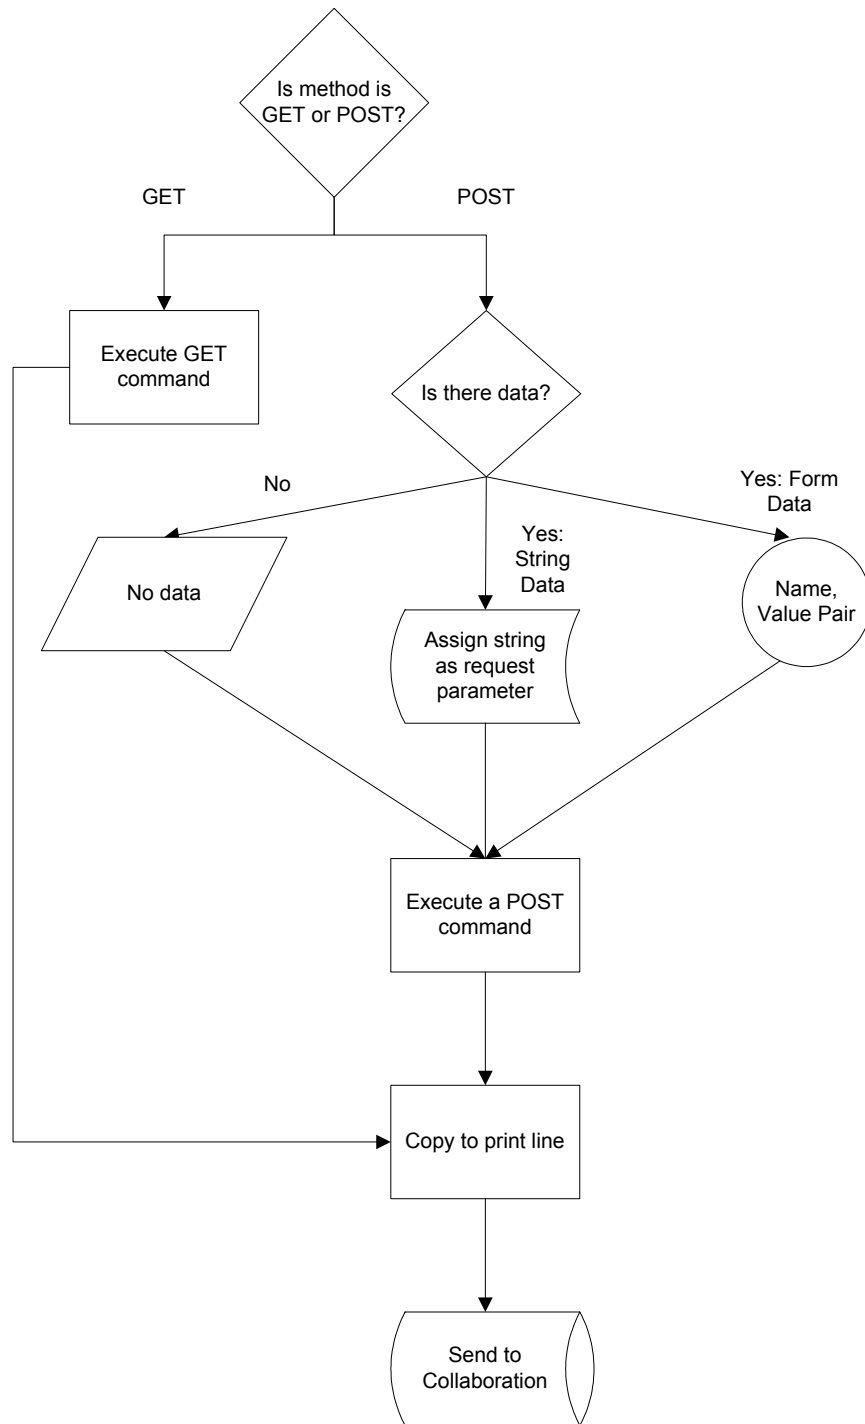 Is method is
GET or POST?
GET
POST
Execute GET
command
Is there data?
No
Yes: Form
Data
Yes:
String
Data
No data
Name,
Value Pair
Assign string
as request
parameter
Execute a POST
command
Copy to print line
Send to
Collaboration